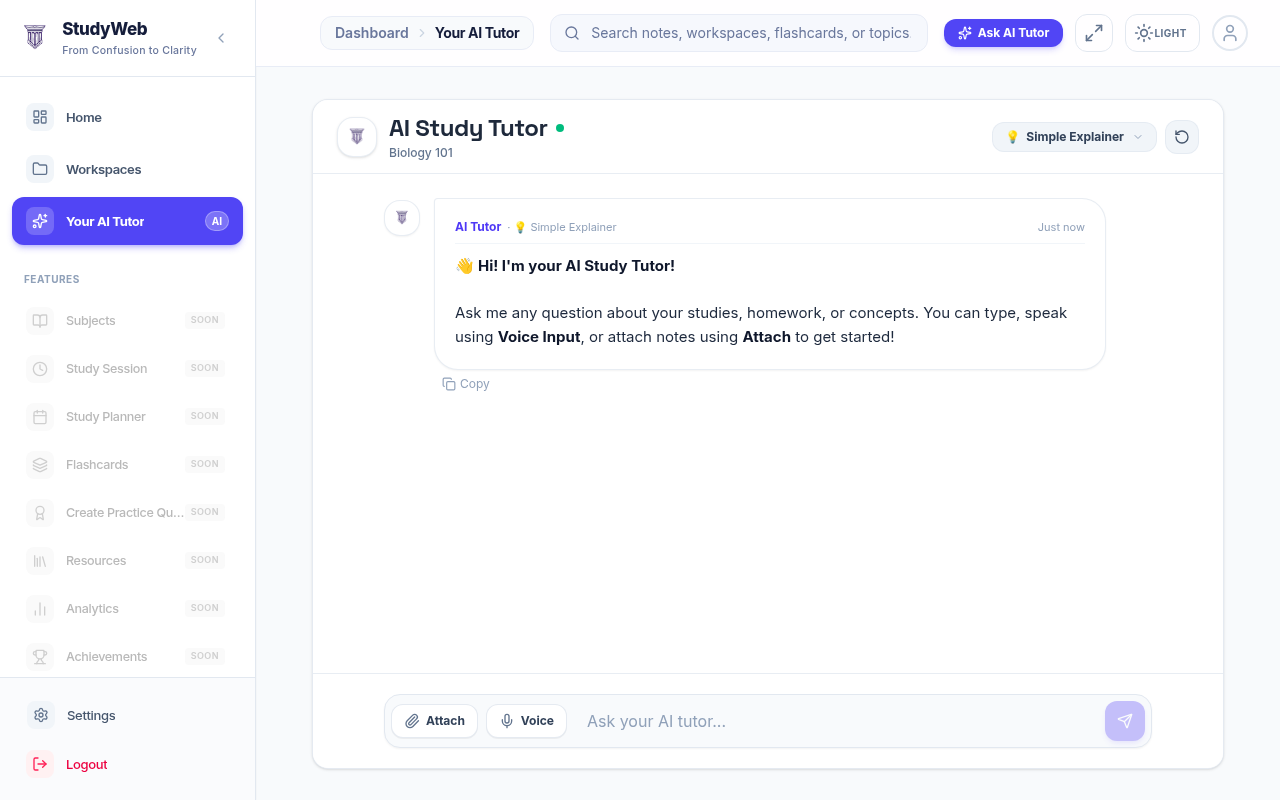 StudyWeb
From Confusion to Clarity
Home
Workspaces
Your AI Tutor AI
FEATURES
Subjects SOON
Study Session SOON
Study Planner SOON
Flashcards SOON
Create Practice Qu... SOON
Resources SOON
Analytics SOON
Achievements SOON
Settings
Logout
Dashboard Your AI Tutor
Search notes, workspaces, flashcards, or topics
Ask AI Tutor
LIGHT
AI Study Tutor
Biology 101
💡 Simple Explainer
AI Tutor · 💡 Simple Explainer Just now
👋 Hi! I'm your AI Study Tutor!
Ask me any question about your studies, homework, or concepts. You can type, speak
using Voice Input, or attach notes using Attach to get started!
Copy
Attach Voice Ask your AI tutor...